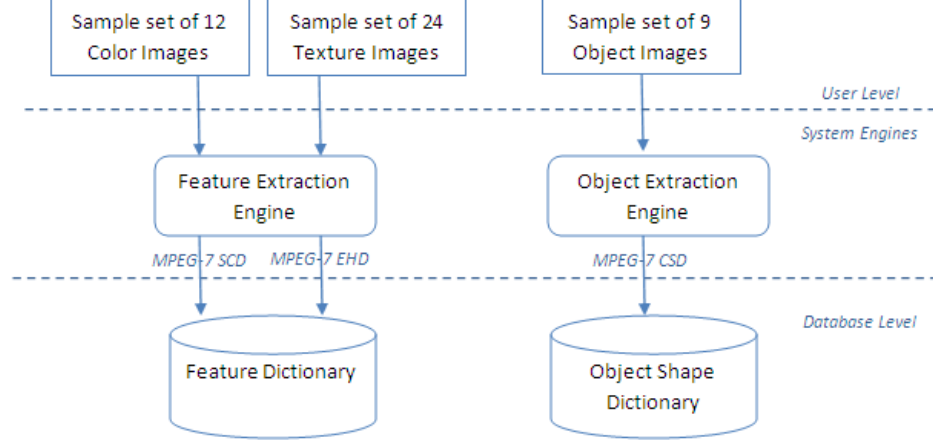 Sample set of 12
Color Images
Sample set of 24
Texture Images
Sample set of 9
Object Images
User Level
System Engines
Feature Extraction
Engine
Object Extraction
Engine
MPEG-7 SCD
MPEG-7 EHD
MPEG-7 CSD
Database Level
Feature Dictionary
Object Shape
Dictionary